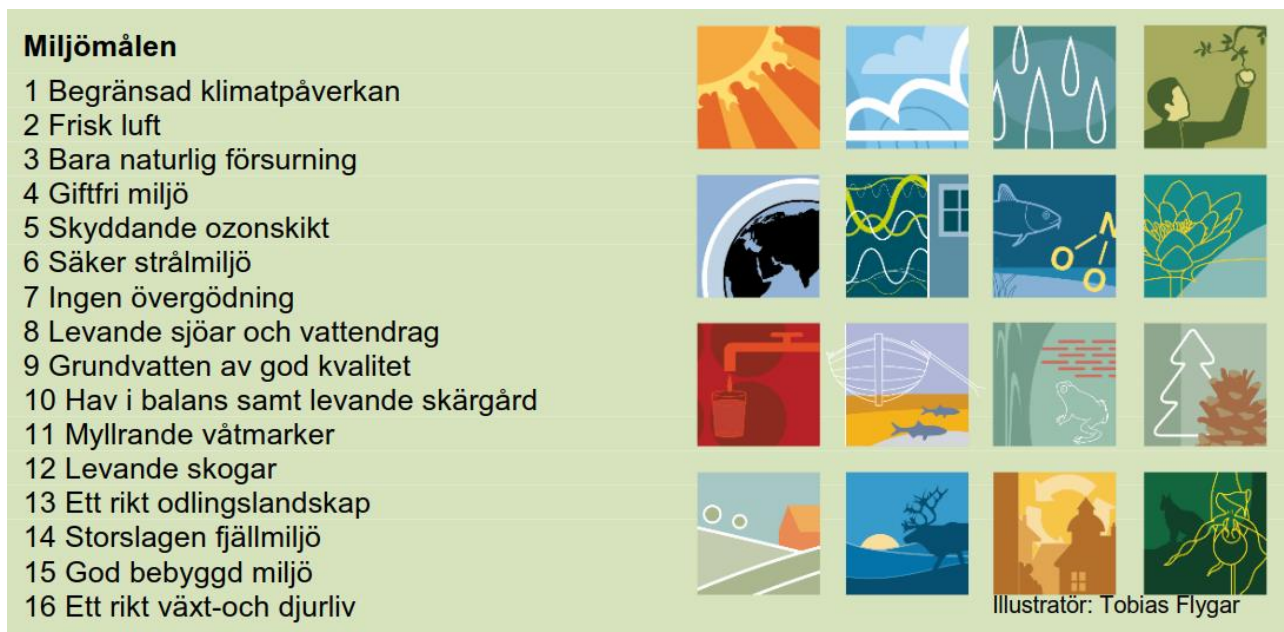 Miljömålen
1 Begränsad klimatpåverkan
2 Frisk luft
3 Bara naturlig försurning
4 Giftfri miljö
5 Skyddande ozonskikt
6 Säker strålmiljö
7 Ingen övergödning
8 Levande sjöar och vattendrag
9 Grundvatten av god kvalitet
10 Hav i balans samt levande skärgård
11 Myllrande våtmarker
12 Levande skogar
13 Ett rikt odlingslandskap
14 Storslagen fjällmiljö
15 God bebyggd miljö
16 Ett rikt växt-och djurliv
N
O
O
Illustratör: Tobias Flygar